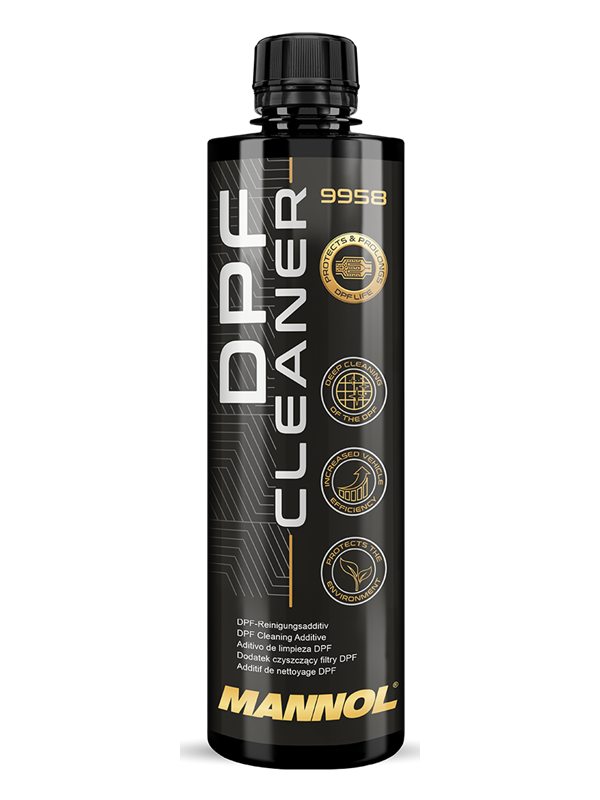 DPF
CLEANER
9958
PROTECTS & PROLONGS
DPF LIFE
DEEP CLEANING
OF THE DPF
INCREASED VEHICLE
EFFICIENCY
PROTECTS THE
ENVIRONMENT
DPF-Reinigungsadditiv
DPF Cleaning Additive
Aditivo de limpieza DPF
Dodatek czyszczący filtry DPF
Additif de nettoyage DPF
MANNOL®